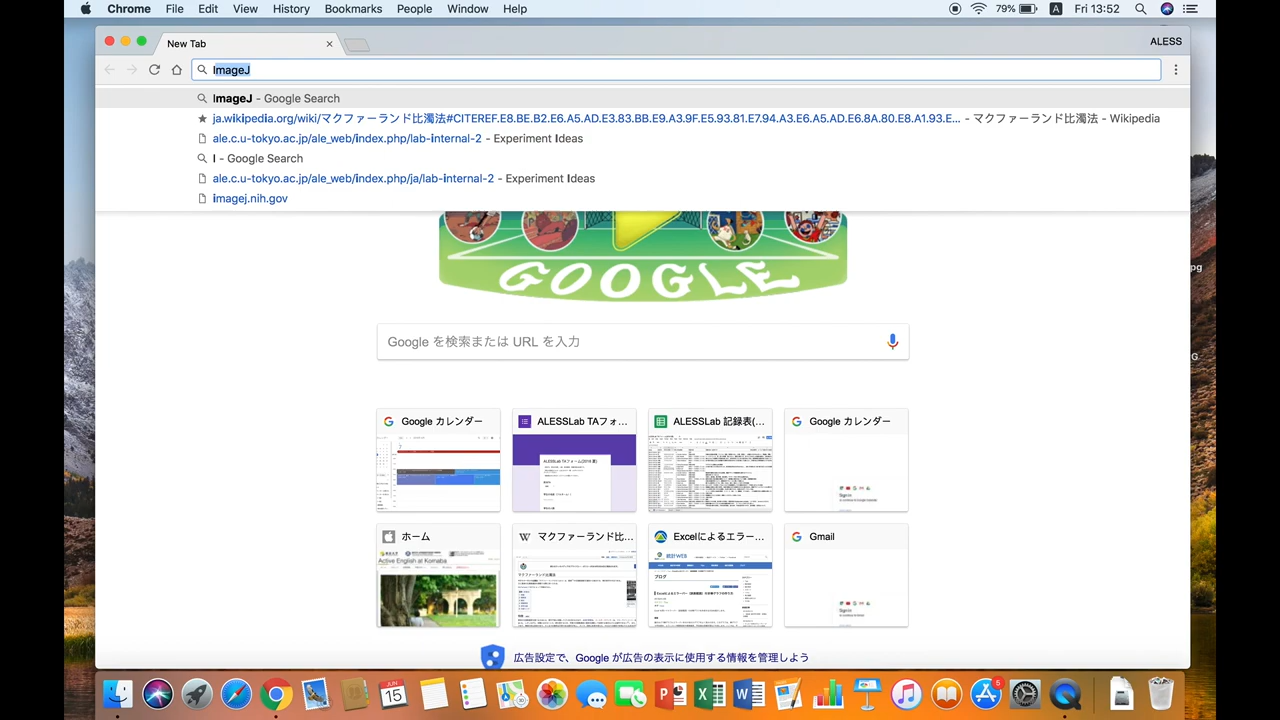 Chrome File Edit View History Bookmarks People Window Help 79% A Fri 13:52
New Tab ALESS
ImageJ
ImageJ - Google Search
ja.wikipedia.org/wiki/マクファーランド比濁法#CITEREF.E8.BE.B2.E6.A5.AD.E3.83.BB.E9.A3.9F.E5.93.81.E7.94.A3.E6.A5.AD.E6.8A.80.E8.A1.93.E... - マクファーランド比濁法 - Wikipedia
ale.c.u-tokyo.ac.jp/ale_web/index.php/lab-internal-2 - Experiment Ideas
I - Google Search
ale.c.u-tokyo.ac.jp/ale_web/index.php/ja/lab-internal-2 - Experiment Ideas
imagej.nih.gov
GOOGLE
pg
Google を検索または URL を入力
G
Google カレンダー ALESSLab TAフォ... ALESSLab 記録表(... Google カレンダー
ホーム マクファーランド比... Excelによるエラー... Gmail
Active English at Komaba
広告設定で、Google が広告の表示に使用する情報を管理しよう
JUN
15
P W 5